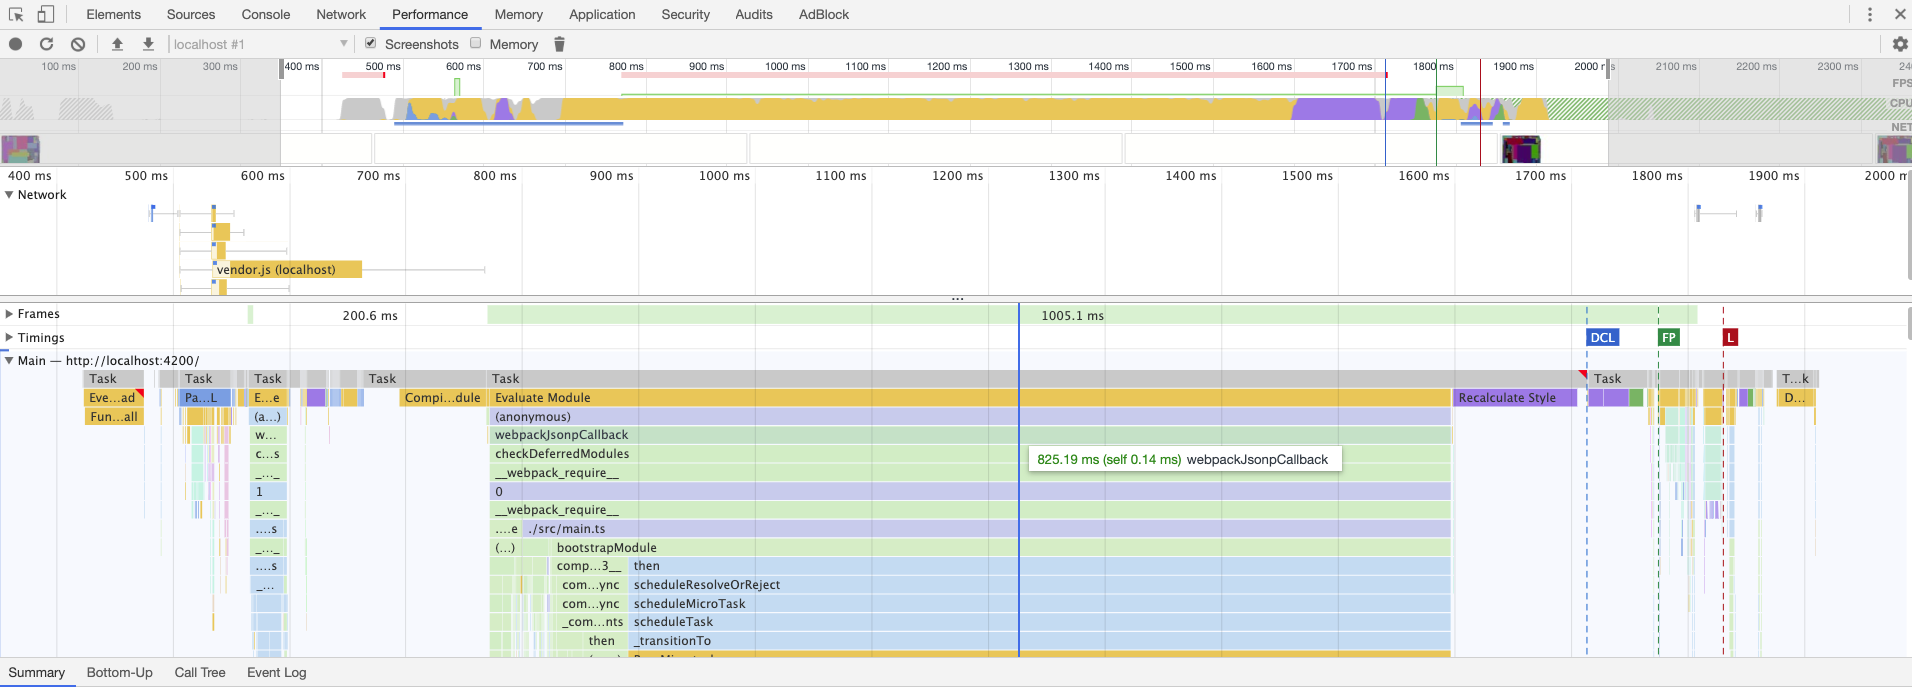 Elements Sources Console Network Performance Memory Application Security Audits AdBlock
localhost #1 Screenshots Memory
100 ms 200 ms 300 ms 400 ms 500 ms 600 ms 700 ms 800 ms 900 ms 1000 ms 1100 ms 1200 ms 1300 ms 1400 ms 1500 ms 1600 ms 1700 ms 1800 ms 1900 ms 2000 2100 ms 2200 ms 2300 ms
FPS
CPU
NET
400 ms 500 ms 600 ms 700 ms 800 ms 900 ms 1000 ms 1100 ms 1200 ms 1300 ms 1400 ms 1500 ms 1600 ms 1700 ms 1800 ms 1900 ms 2000
Network
vendor.js (localhost)
...
Frames 200.6 ms 1005.1 ms
Timings DCL FP L
Main — http://localhost:4200/
Task Task Task Task Task Task T...k
Eve...ad Pa...L E...e Compi...dule Evaluate Module Recalculate Style D...
Fun...all (a...) (anonymous)
w... webpackJsonpCallback
c...s checkDeferredModules
825.19 ms (self 0.14 ms) webpackJsonpCallback
_..._ __webpack_require__
1 0
_..._ __webpack_require__
....s ....e ./src/main.ts
_..._ (...) bootstrapModule
....s comp...3__ then
_... com...ync scheduleResolveOrReject
com...ync scheduleMicroTask
_com...nts scheduleTask
then _transitionTo
Summary Bottom-Up Call Tree Event Log